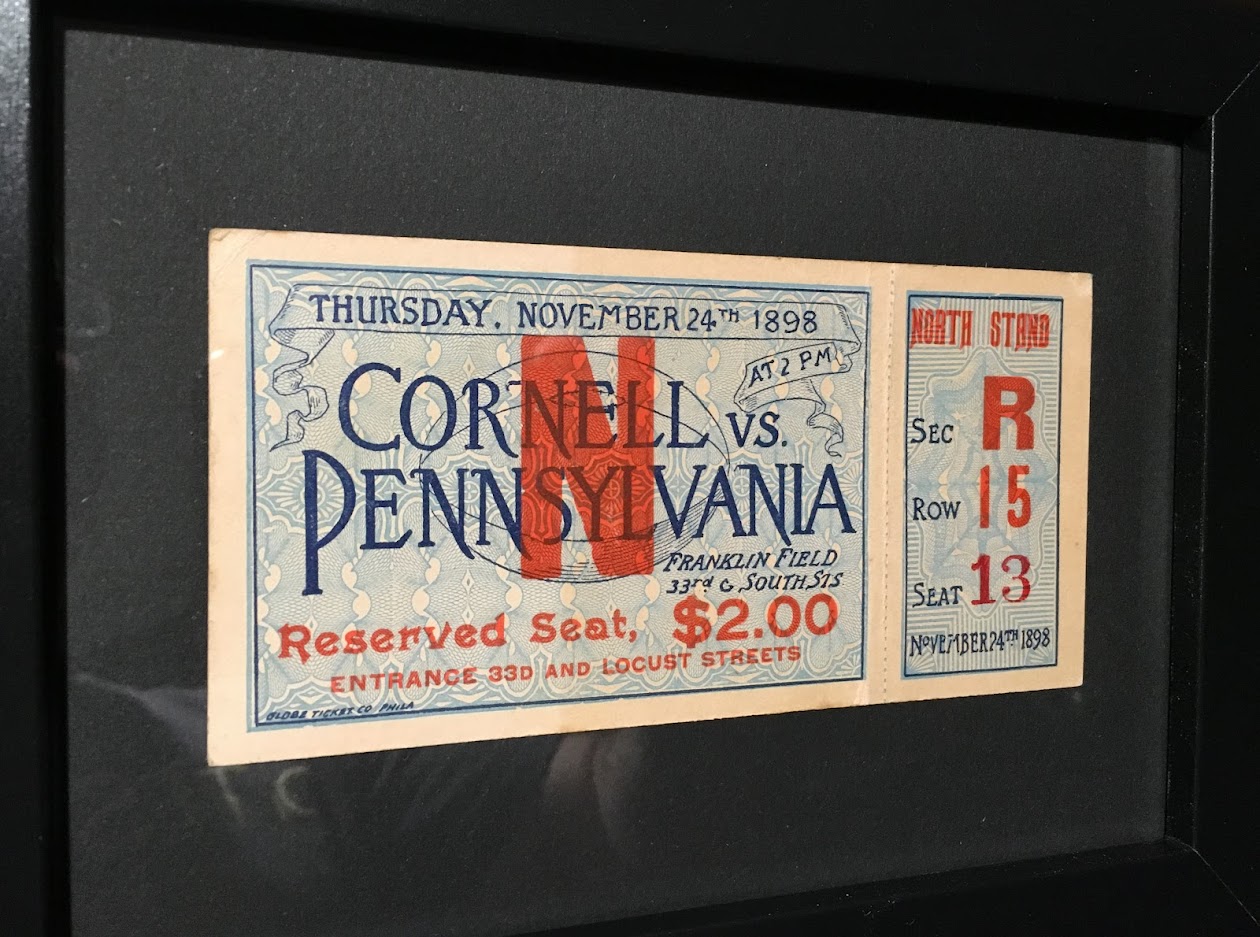 THURSDAY. NOVEMBER 24TH 1898
AT 2 PM
CORNELL VS.
PENNSYLVANIA
N
FRANKLIN FIELD
33rd & SOUTH STS
Reserved Seat, $2.00
ENTRANCE 33D AND LOCUST STREETS
GLOBE TICKET CO PHILA
NORTH STAND
SEC R
ROW 15
SEAT 13
NOVEMBER 24TH 1898